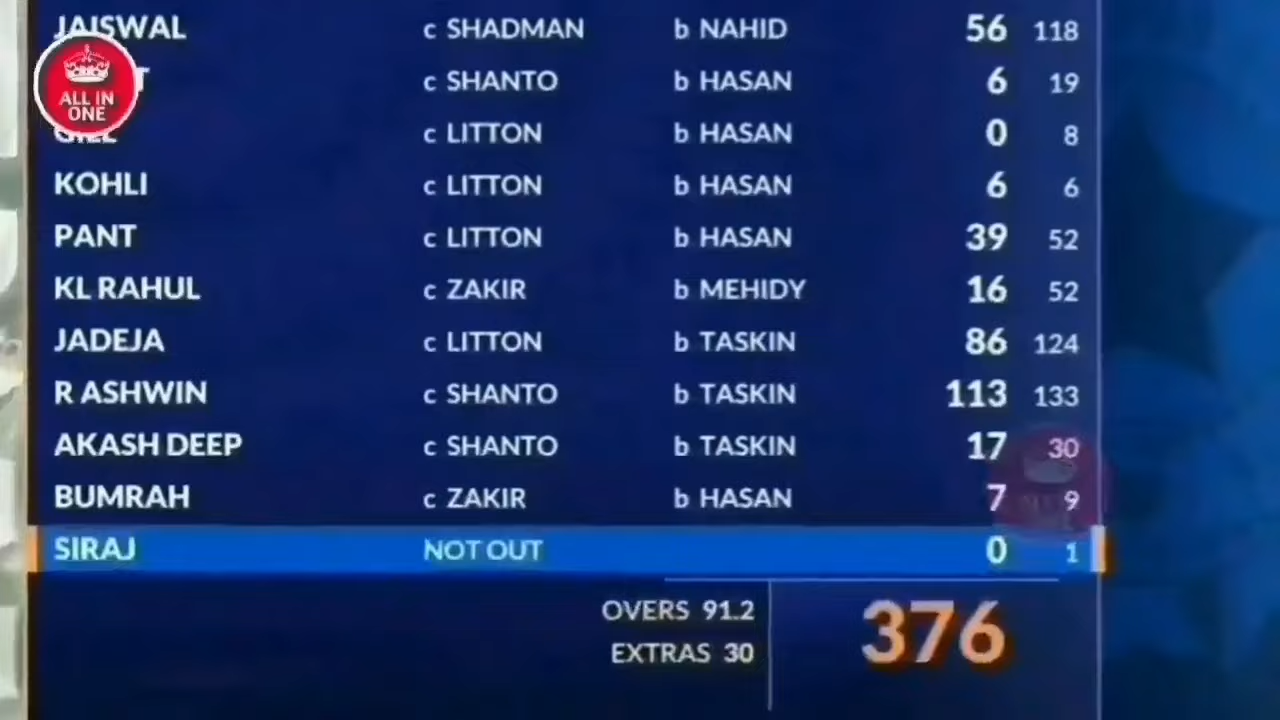 JAISWAL c SHADMAN b NAHID 56 118
c SHANTO b HASAN 6 19
ALL IN
ONE
GILL c LITTON b HASAN 0 8
KOHLI c LITTON b HASAN 6 6
PANT c LITTON b HASAN 39 52
KL RAHUL c ZAKIR b MEHIDY 16 52
JADEJA c LITTON b TASKIN 86 124
R ASHWIN c SHANTO b TASKIN 113 133
AKASH DEEP c SHANTO b TASKIN 17 30
BUMRAH c ZAKIR b HASAN 7 9
SIRAJ NOT OUT 0 1
OVERS 91.2
EXTRAS 30
376